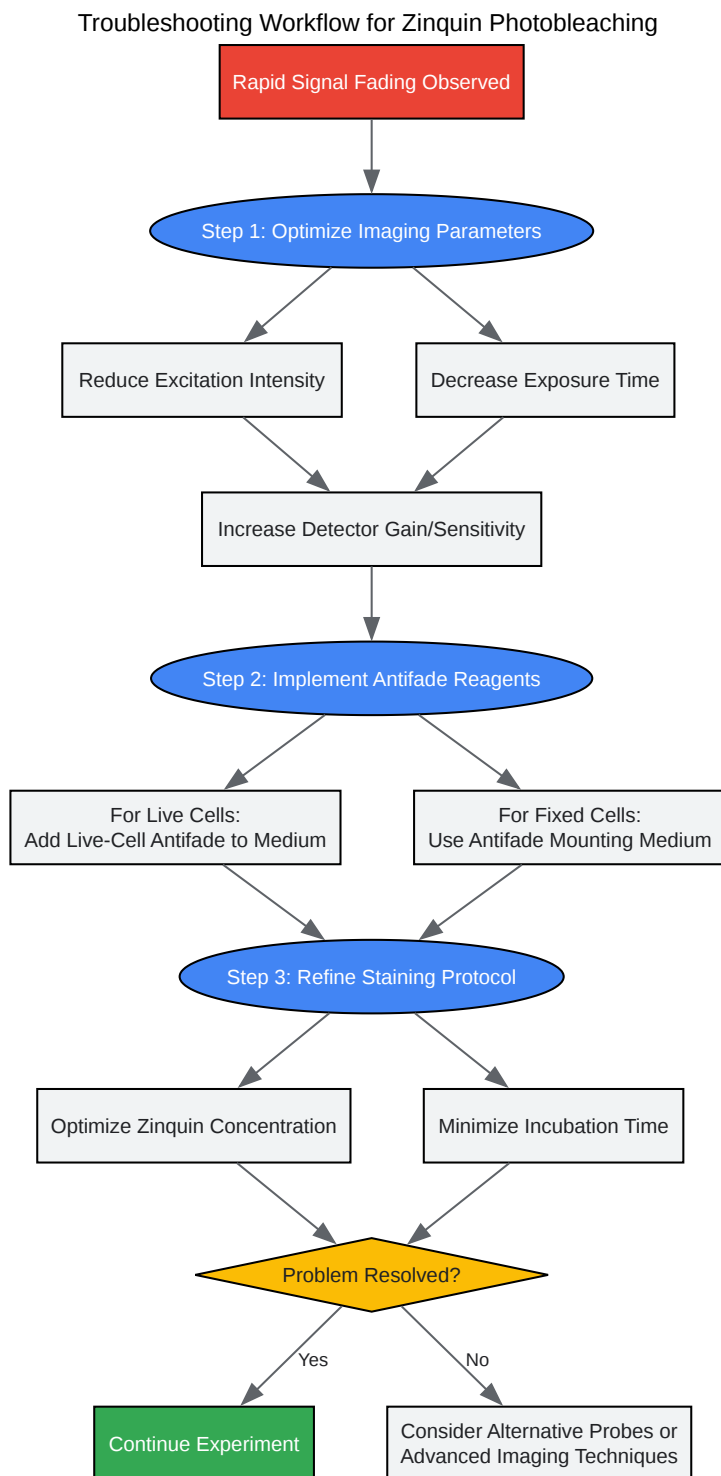 Troubleshooting Workflow for Zinquin Photobleaching
Rapid Signal Fading Observed
Step 1: Optimize Imaging Parameters
Reduce Excitation Intensity
Decrease Exposure Time
Increase Detector Gain/Sensitivity
Step 2: Implement Antifade Reagents
For Live Cells:
Add Live-Cell Antifade to Medium
For Fixed Cells:
Use Antifade Mounting Medium
Step 3: Refine Staining Protocol
Optimize Zinquin Concentration
Minimize Incubation Time
Problem Resolved?
Yes
No
Continue Experiment
Consider Alternative Probes or
Advanced Imaging Techniques